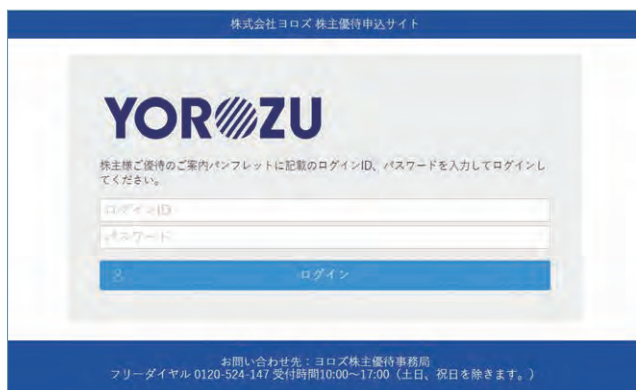 株式会社ヨロズ 株主優待申込サイト
YOROZU
株主様ご優待のご案内パンフレットに記載のログインID、パスワードを入力してログインし
てください。
ログインID
パスワード
ログイン
お問い合わせ先：ヨロズ株主優待事務局
フリーダイヤル 0120-524-147 受付時間10:00～17:00（土日、祝日を除きます。）